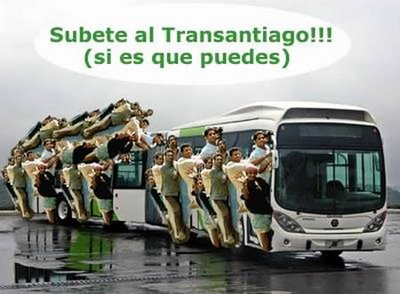 Subete al Transantiago!!!
(si es que puedes)